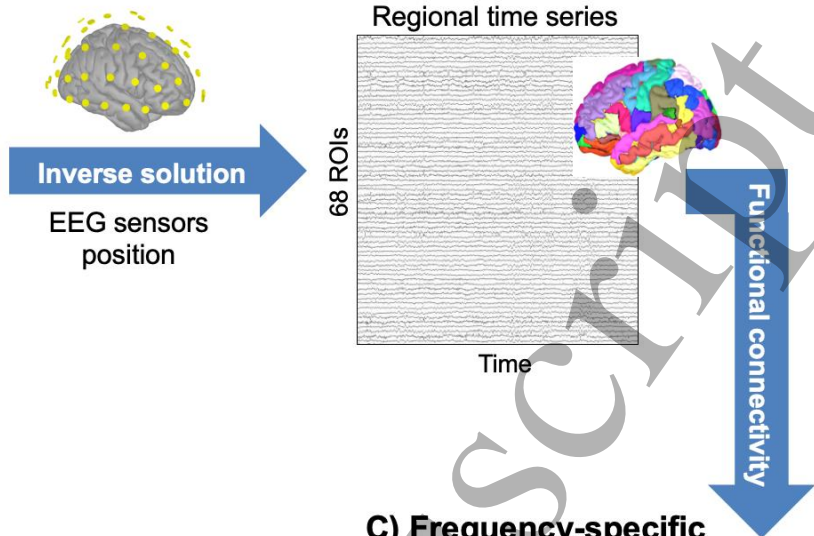 Regional time series
Inverse solution
EEG sensors
position
68 ROIs
Time
Functional connectivity
script
C) Frequency-specific